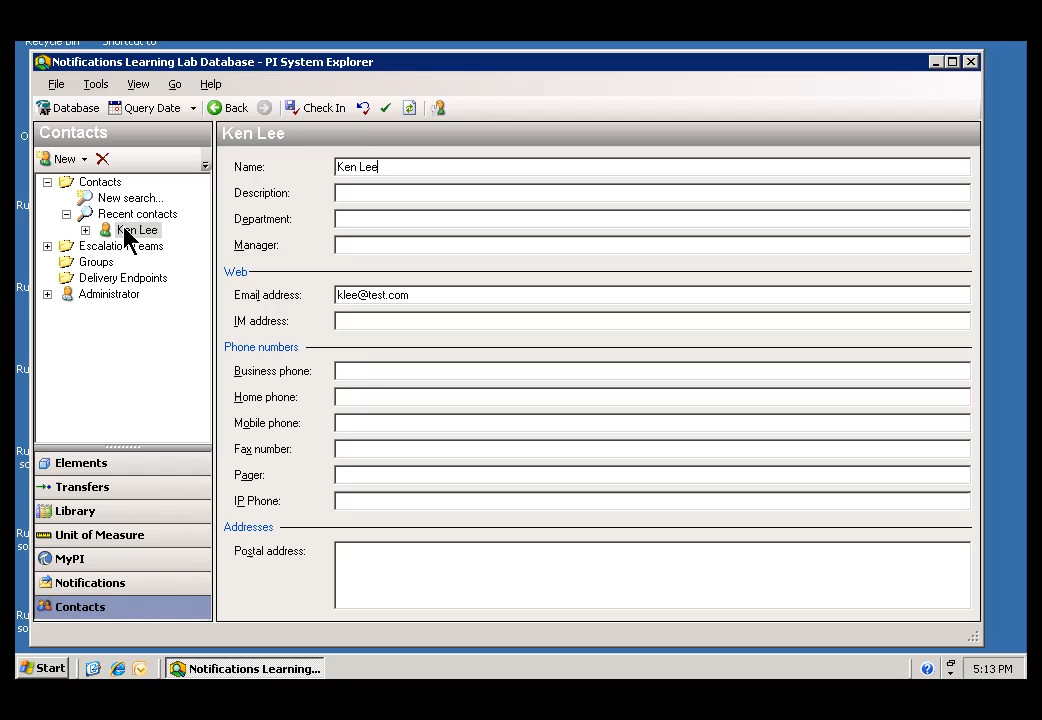 Recycle Bin Shortcut to
Notifications Learning Lab Database - PI System Explorer
File Tools View Go Help
Database Query Date Back Check In
Contacts
Ken Lee
New
Contacts
New search...
Recent contacts
Ken Lee
Groups
Delivery Endpoints
Administrator
Name: Ken Lee
Description:
Department:
Manager:
Web
Email address: klee@test.com
IM address:
Phone numbers
Business phone:
Home phone:
Mobile phone:
Fax number:
Pager:
IP Phone:
Addresses
Postal address:
Elements
Transfers
Library
Unit of Measure
MyPI
Notifications
Contacts
Start
Notifications Learning...
5:13 PM